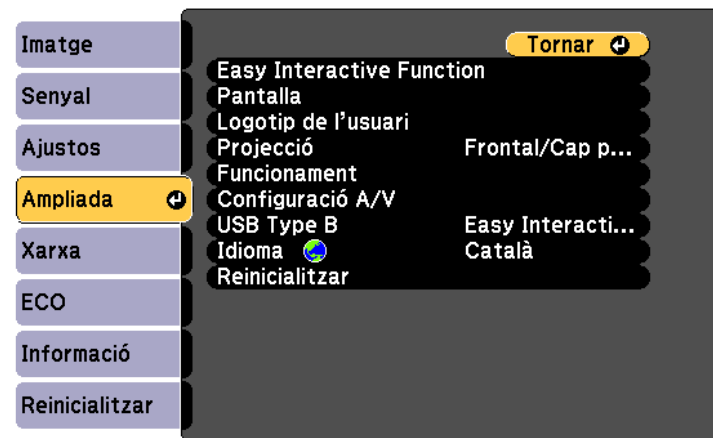 Imatge
Senyal
Ajustos
Ampliada
Xarxa
ECO
Informació
Reinicialitzar
Tornar
Easy Interactive Function
Pantalla
Logotip de l'usuari
Projecció Frontal/Cap p...
Funcionament
Configuració A/V
USB Type B Easy Interacti...
Idioma Català
Reinicialitzar